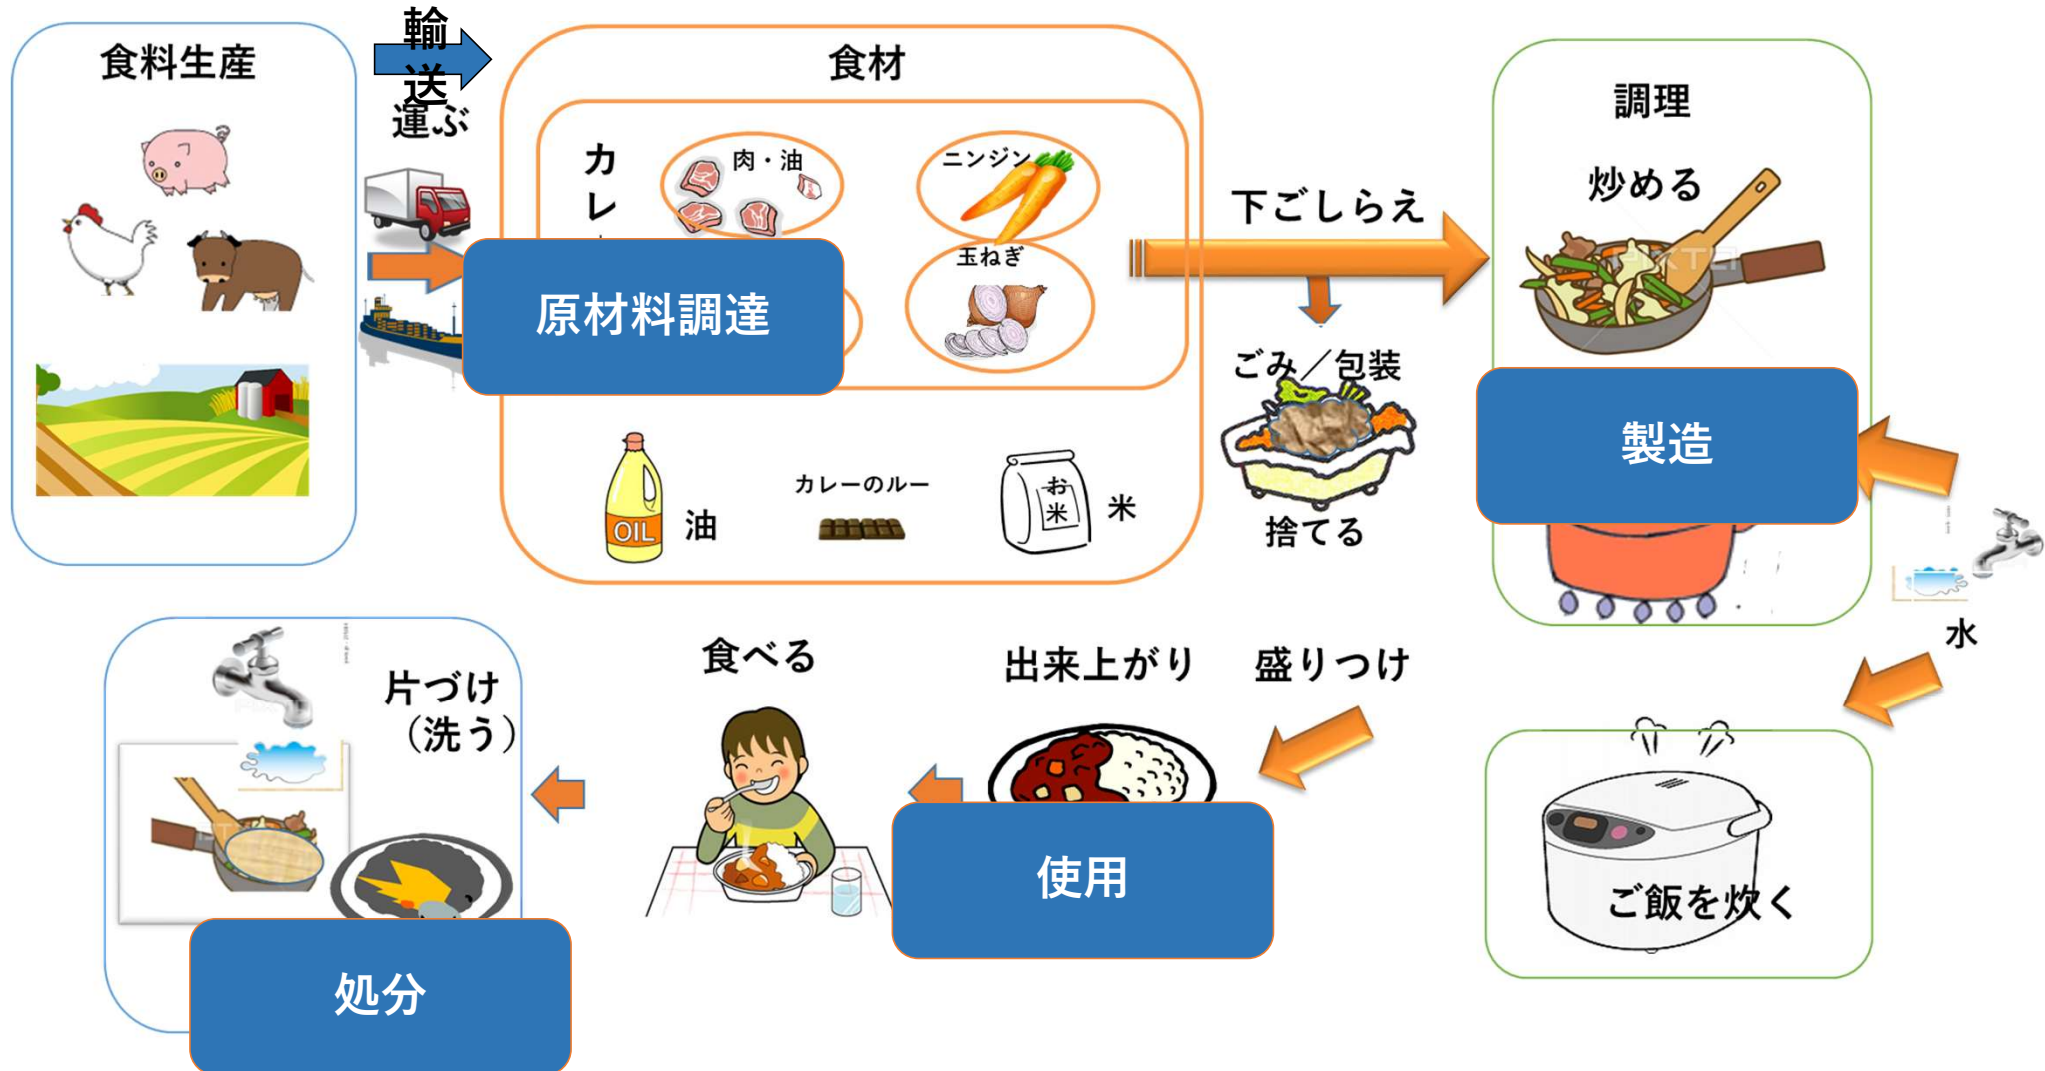 食料生産
輸送
運ぶ
食材
カレ
肉・油
ニンジン
玉ねぎ
原材料調達
OIL
油
カレーのルー
お米
米
下ごしらえ
ごみ／包装
捨てる
調理
炒める
製造
水
ご飯を炊く
盛りつけ
出来上がり
使用
食べる
片づけ
（洗う）
処分